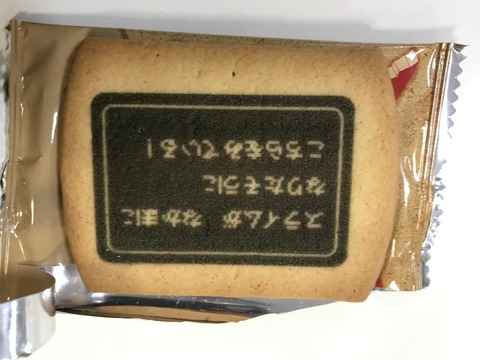 スライムが なかまに
なりたそうに
こちらをみている!